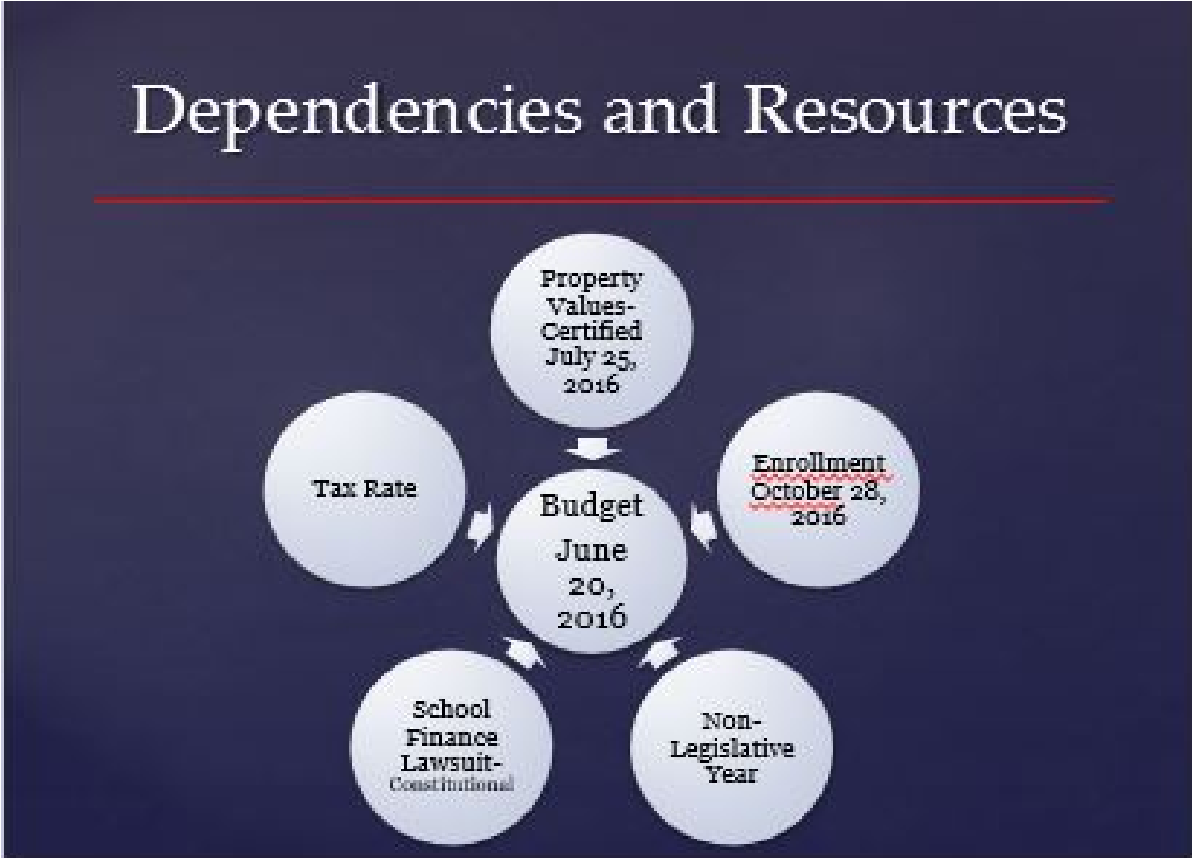 Dependencies and Resources
Property
Values-
Certified
July 25,
2016
Enrollment
October 28,
2016
Non-
Legislative
Year
School
Finance
Lawsuit-
Constitutional
Tax Rate
Budget
June
20,
2016